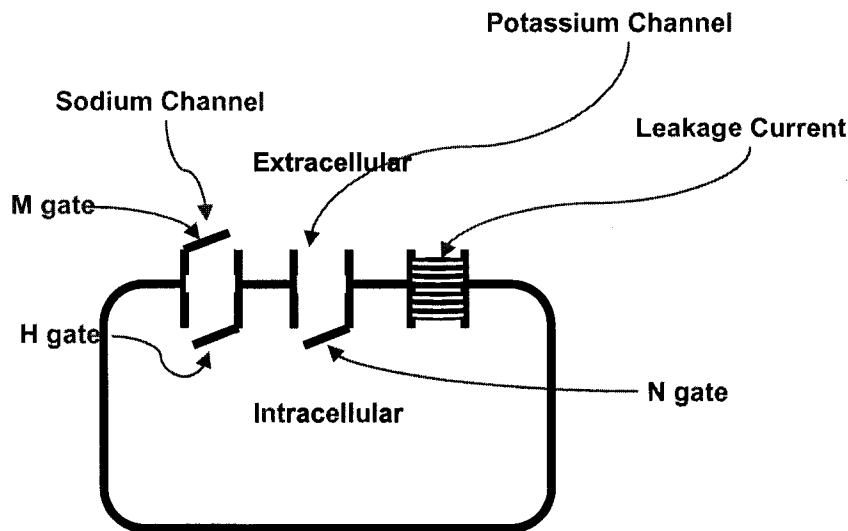 Potassium Channel
Sodium Channel
Leakage Current
Extracellular
M gate
H gate
N gate
Intracellular